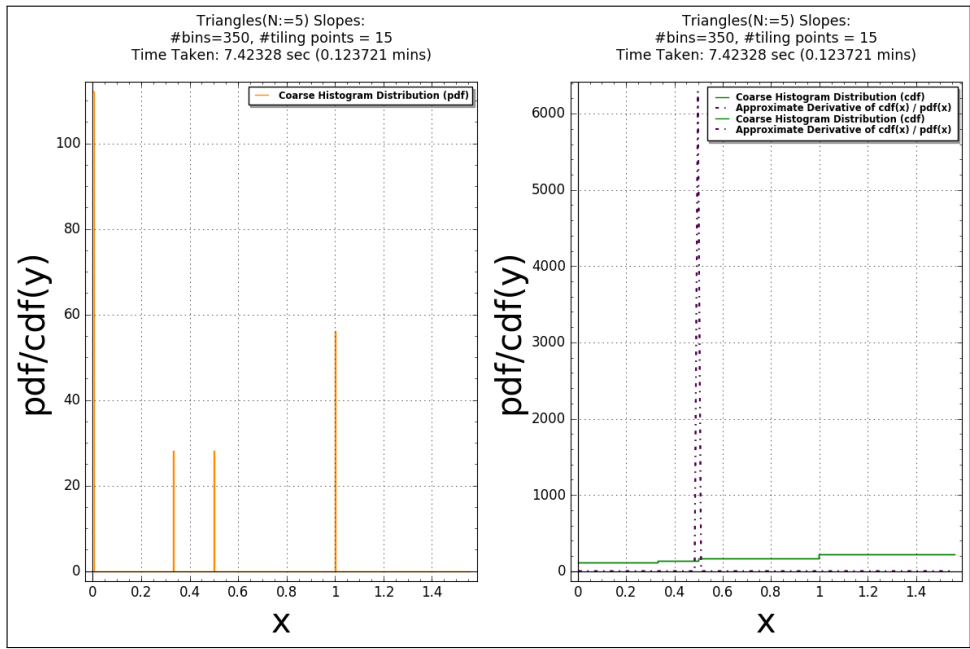 Triangles(N:=5) Slopes:
#bins=350, #tiling points = 15
Time Taken: 7.42328 sec (0.123721 mins)
Coarse Histogram Distribution (pdf)
pdf/cdf(y)
100
80
60
40
20
0
0 0.2 0.4 0.6 0.8 1 1.2 1.4
x
Triangles(N:=5) Slopes:
#bins=350, #tiling points = 15
Time Taken: 7.42328 sec (0.123721 mins)
Coarse Histogram Distribution (cdf)
Approximate Derivative of cdf(x) / pdf(x)
Coarse Histogram Distribution (cdf)
Approximate Derivative of cdf(x) / pdf(x)
pdf/cdf(y)
6000
5000
4000
3000
2000
1000
0
0 0.2 0.4 0.6 0.8 1 1.2 1.4
x